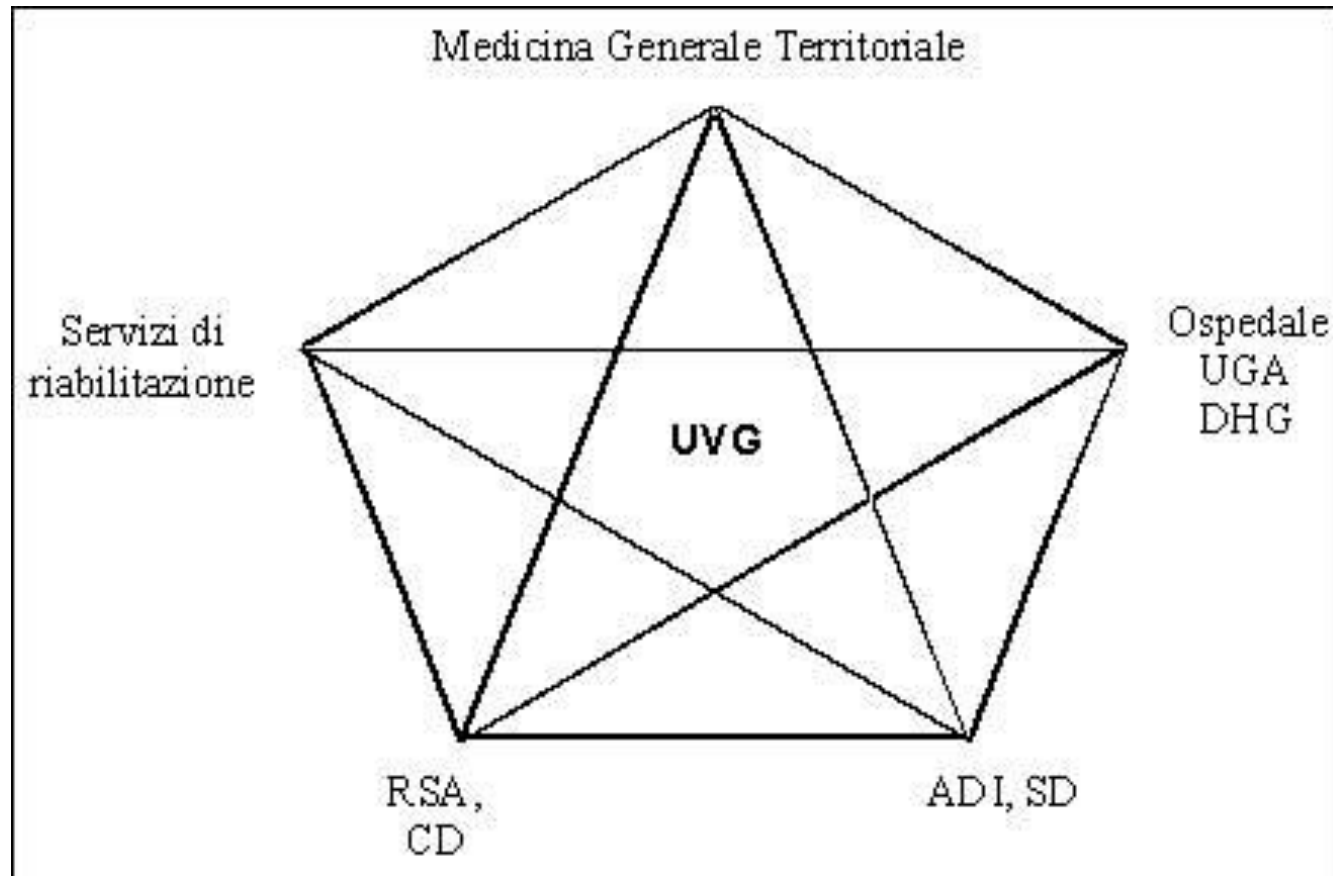 Medicina Generale Territoriale
Servizi di
riabilitazione
Ospedale
UGA
DHG
UVG
RSA,
CD
ADI, SD